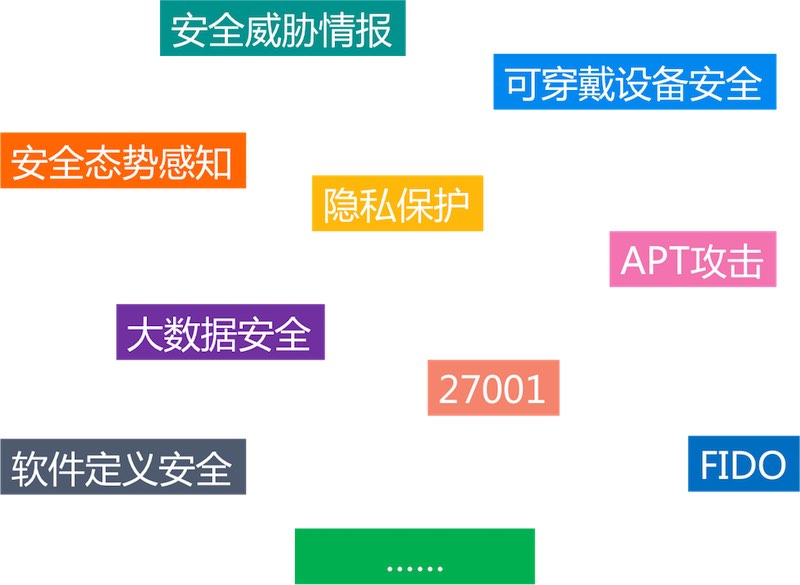 安全威胁情报
可穿戴设备安全
安全态势感知
隐私保护
APT攻击
大数据安全
27001
软件定义安全
FIDO
……